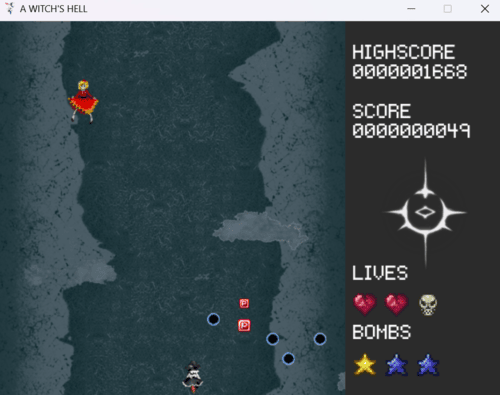 A WITCH'S HELL
HIGHSCORE
0000001668
SCORE
0000000049
P
P
LIVES
BOMBS